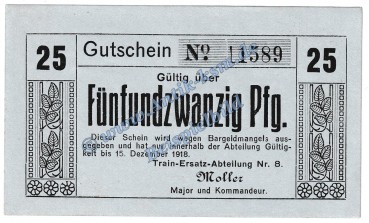 25 Gutschein No. 11589 25
Gültig über
Fünfundzwanzig Pfg.
Dieser Schein wird wegen Bargeldmangels aus-
gegeben und hat nur innerhalb der Abteilung Gültig-
keit bis 15. Dezember 1918.
Train-Ersatz-Abteilung Nr. 8.
Moller
Major und Kommandeur.